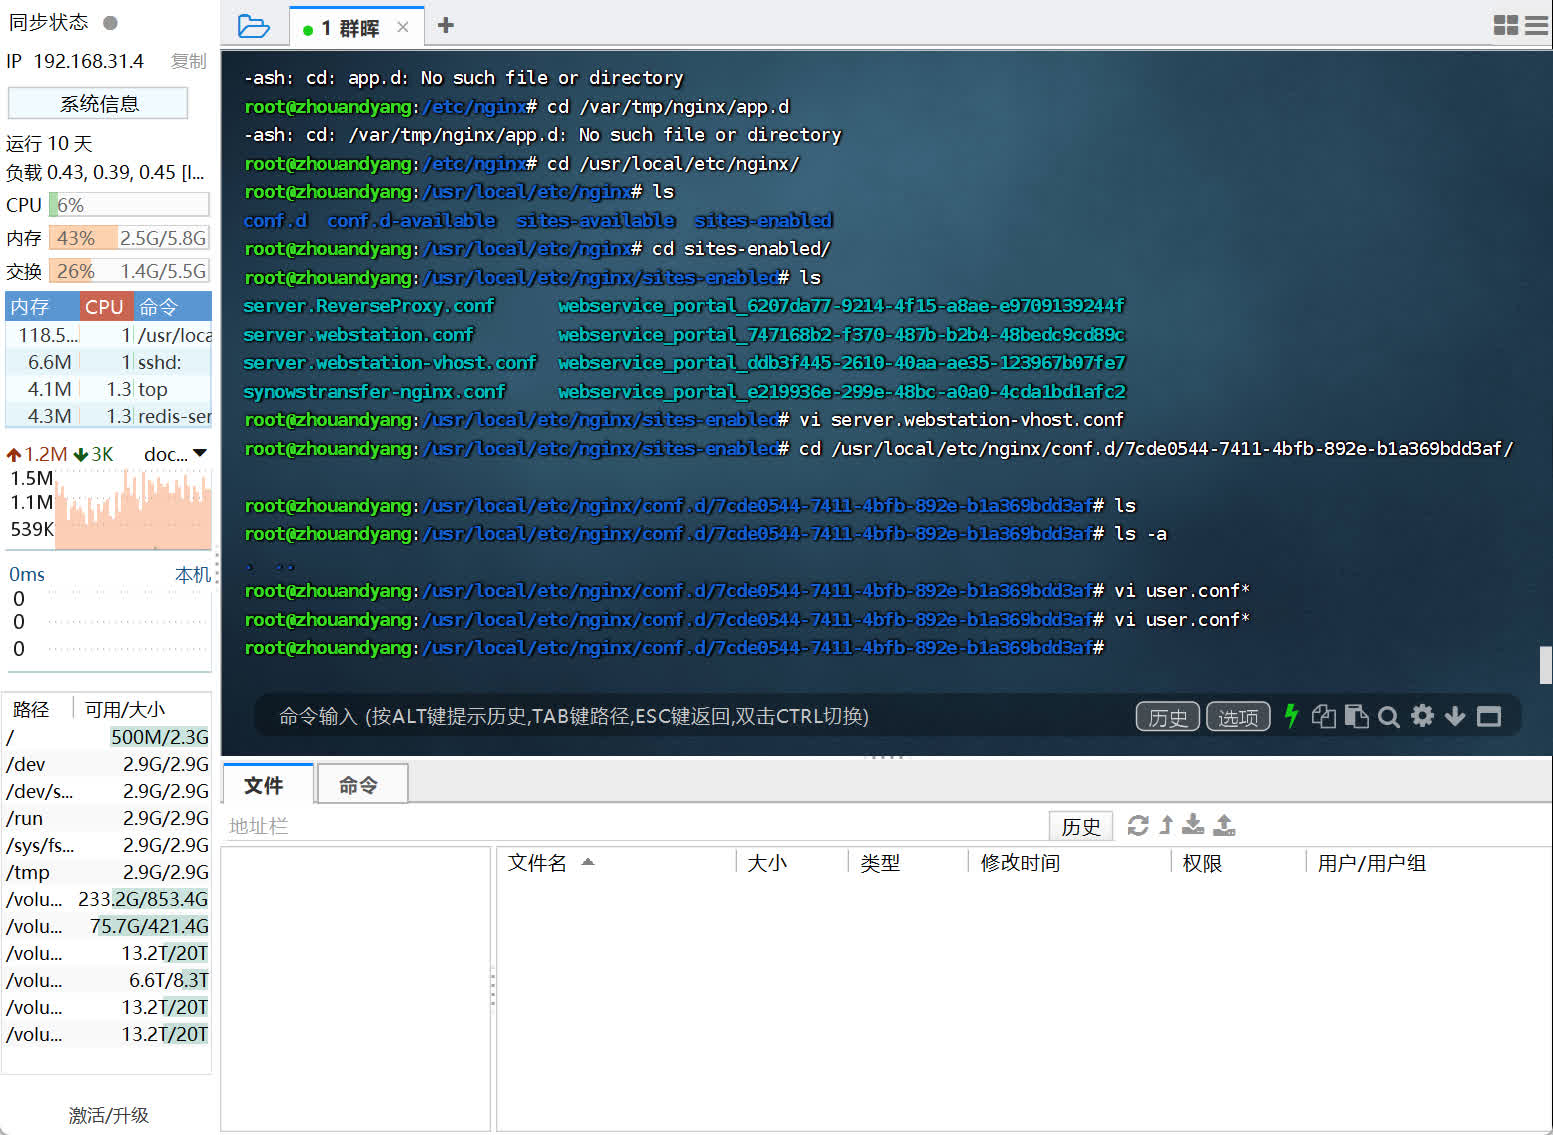 同步状态
IP 192.168.31.4 复制
系统信息
运行 10 天
负载 0.43, 0.39, 0.45 [l...
CPU 6%
内存 43% 2.5G/5.8G
交换 26% 1.4G/5.5G
内存 CPU 命令
118.5... 1 /usr/loca
6.6M 1 sshd:
4.1M 1.3 top
4.3M 1.3 redis-ser
1.2M 3K doc...
1.5M
1.1M
539K
0ms 本机
0
0
0
路径 可用/大小
/ 500M/2.3G
/dev 2.9G/2.9G
/dev/s... 2.9G/2.9G
/run 2.9G/2.9G
/sys/fs... 2.9G/2.9G
/tmp 2.9G/2.9G
/volu... 233.2G/853.4G
/volu... 75.7G/421.4G
/volu... 13.2T/20T
/volu... 6.6T/8.3T
/volu... 13.2T/20T
/volu... 13.2T/20T
激活/升级
1 群晖 × +
-ash: cd: app.d: No such file or directory
root@zhouandyang:/etc/nginx# cd /var/tmp/nginx/app.d
-ash: cd: /var/tmp/nginx/app.d: No such file or directory
root@zhouandyang:/etc/nginx# cd /usr/local/etc/nginx/
root@zhouandyang:/usr/local/etc/nginx# ls
conf.d conf.d-available sites-available sites-enabled
root@zhouandyang:/usr/local/etc/nginx# cd sites-enabled/
root@zhouandyang:/usr/local/etc/nginx/sites-enabled# ls
server.ReverseProxy.conf webservice_portal_6207da77-9214-4f15-a8ae-e9709139244f
server.webstation.conf webservice_portal_747168b2-f370-487b-b2b4-48bedc9cd89c
server.webstation-vhost.conf webservice_portal_ddb3f445-2610-40aa-ae35-123967b07fe7
synowstransfer-nginx.conf webservice_portal_e219936e-299e-48bc-a0a0-4cda1bd1afc2
root@zhouandyang:/usr/local/etc/nginx/sites-enabled# vi server.webstation-vhost.conf
root@zhouandyang:/usr/local/etc/nginx/sites-enabled# cd /usr/local/etc/nginx/conf.d/7cde0544-7411-4bfb-892e-b1a369bdd3af/
root@zhouandyang:/usr/local/etc/nginx/conf.d/7cde0544-7411-4bfb-892e-b1a369bdd3af# ls
root@zhouandyang:/usr/local/etc/nginx/conf.d/7cde0544-7411-4bfb-892e-b1a369bdd3af# ls -a
. ..
root@zhouandyang:/usr/local/etc/nginx/conf.d/7cde0544-7411-4bfb-892e-b1a369bdd3af# vi user.conf*
root@zhouandyang:/usr/local/etc/nginx/conf.d/7cde0544-7411-4bfb-892e-b1a369bdd3af# vi user.conf*
root@zhouandyang:/usr/local/etc/nginx/conf.d/7cde0544-7411-4bfb-892e-b1a369bdd3af#
命令输入 (按ALT键提示历史,TAB键路径,ESC键返回,双击CTRL切换) 历史 选项
文件 命令
地址栏 历史
文件名 大小 类型 修改时间 权限 用户/用户组